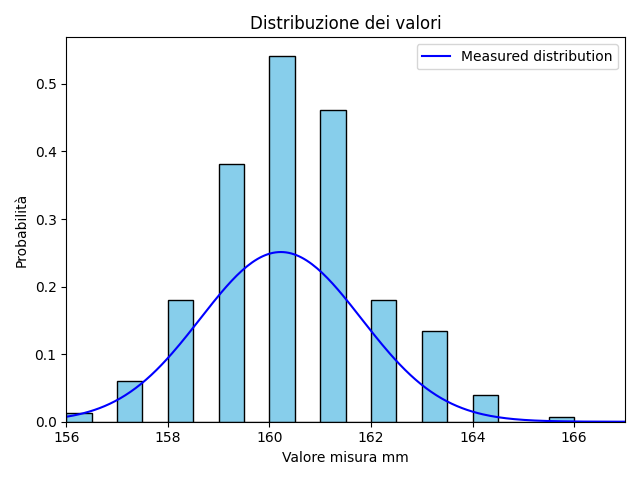 Distribuzione dei valori
Measured distribution
Probabilità
0.5
0.4
0.3
0.2
0.1
0.0
156 158 160 162 164 166
Valore misura mm